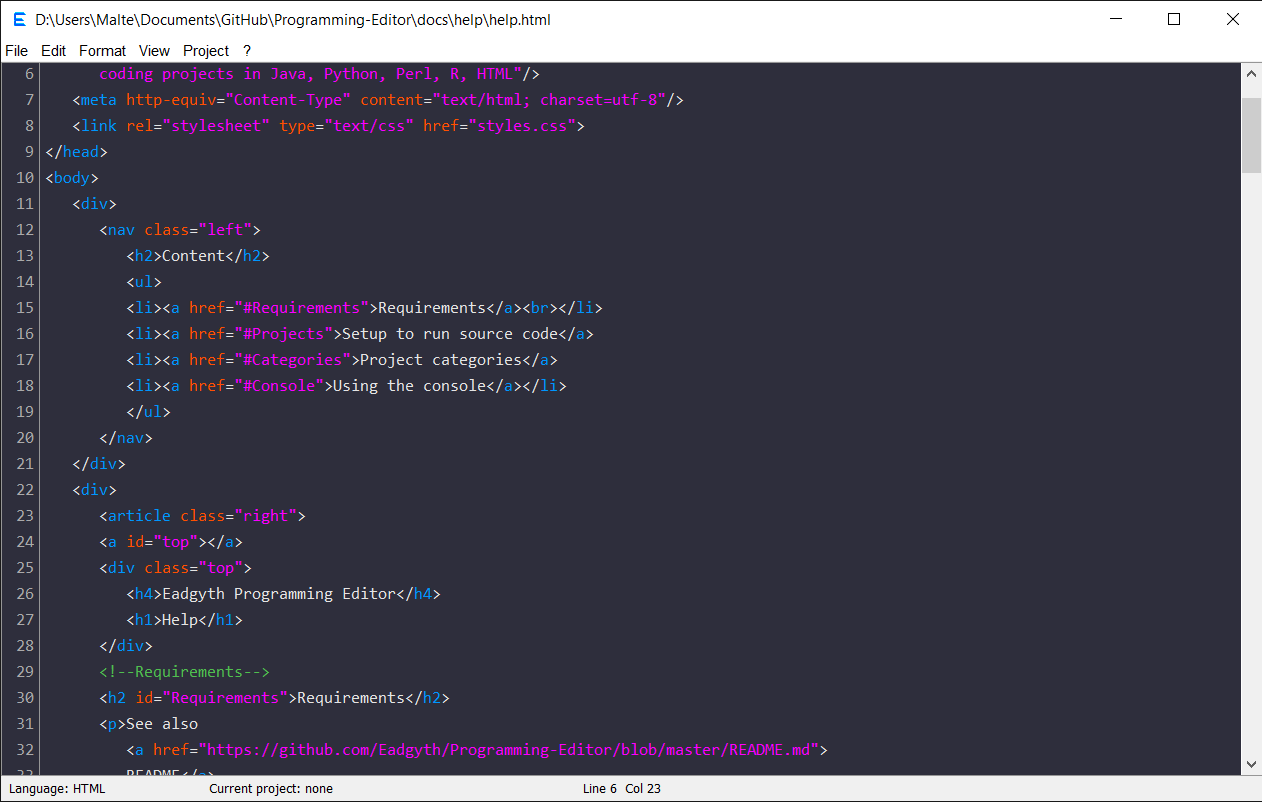 D:\Users\Malte\Documents\GitHub\Programming-Editor\docs\help\help.html
File Edit Format View Project ?
6 coding projects in Java, Python, Perl, R, HTML"/>
7 <meta http-equiv="Content-Type" content="text/html; charset=utf-8"/>
8 <link rel="stylesheet" type="text/css" href="styles.css">
9 </head>
10 <body>
11 <div>
12 <nav class="left">
13 <h2>Content</h2>
14 <ul>
15 <li><a href="#Requirements">Requirements</a><br></li>
16 <li><a href="#Projects">Setup to run source code</a>
17 <li><a href="#Categories">Project categories</a>
18 <li><a href="#Console">Using the console</a></li>
19 </ul>
20 </nav>
21 </div>
22 <div>
23 <article class="right">
24 <a id="top"></a>
25 <div class="top">
26 <h4>Eadgyth Programming Editor</h4>
27 <h1>Help</h1>
28 </div>
29 <!--Requirements-->
30 <h2 id="Requirements">Requirements</h2>
31 <p>See also
32 <a href="https://github.com/Eadgyth/Programming-Editor/blob/master/README.md">
33 README</a>
Language: HTML Current project: none Line 6 Col 23